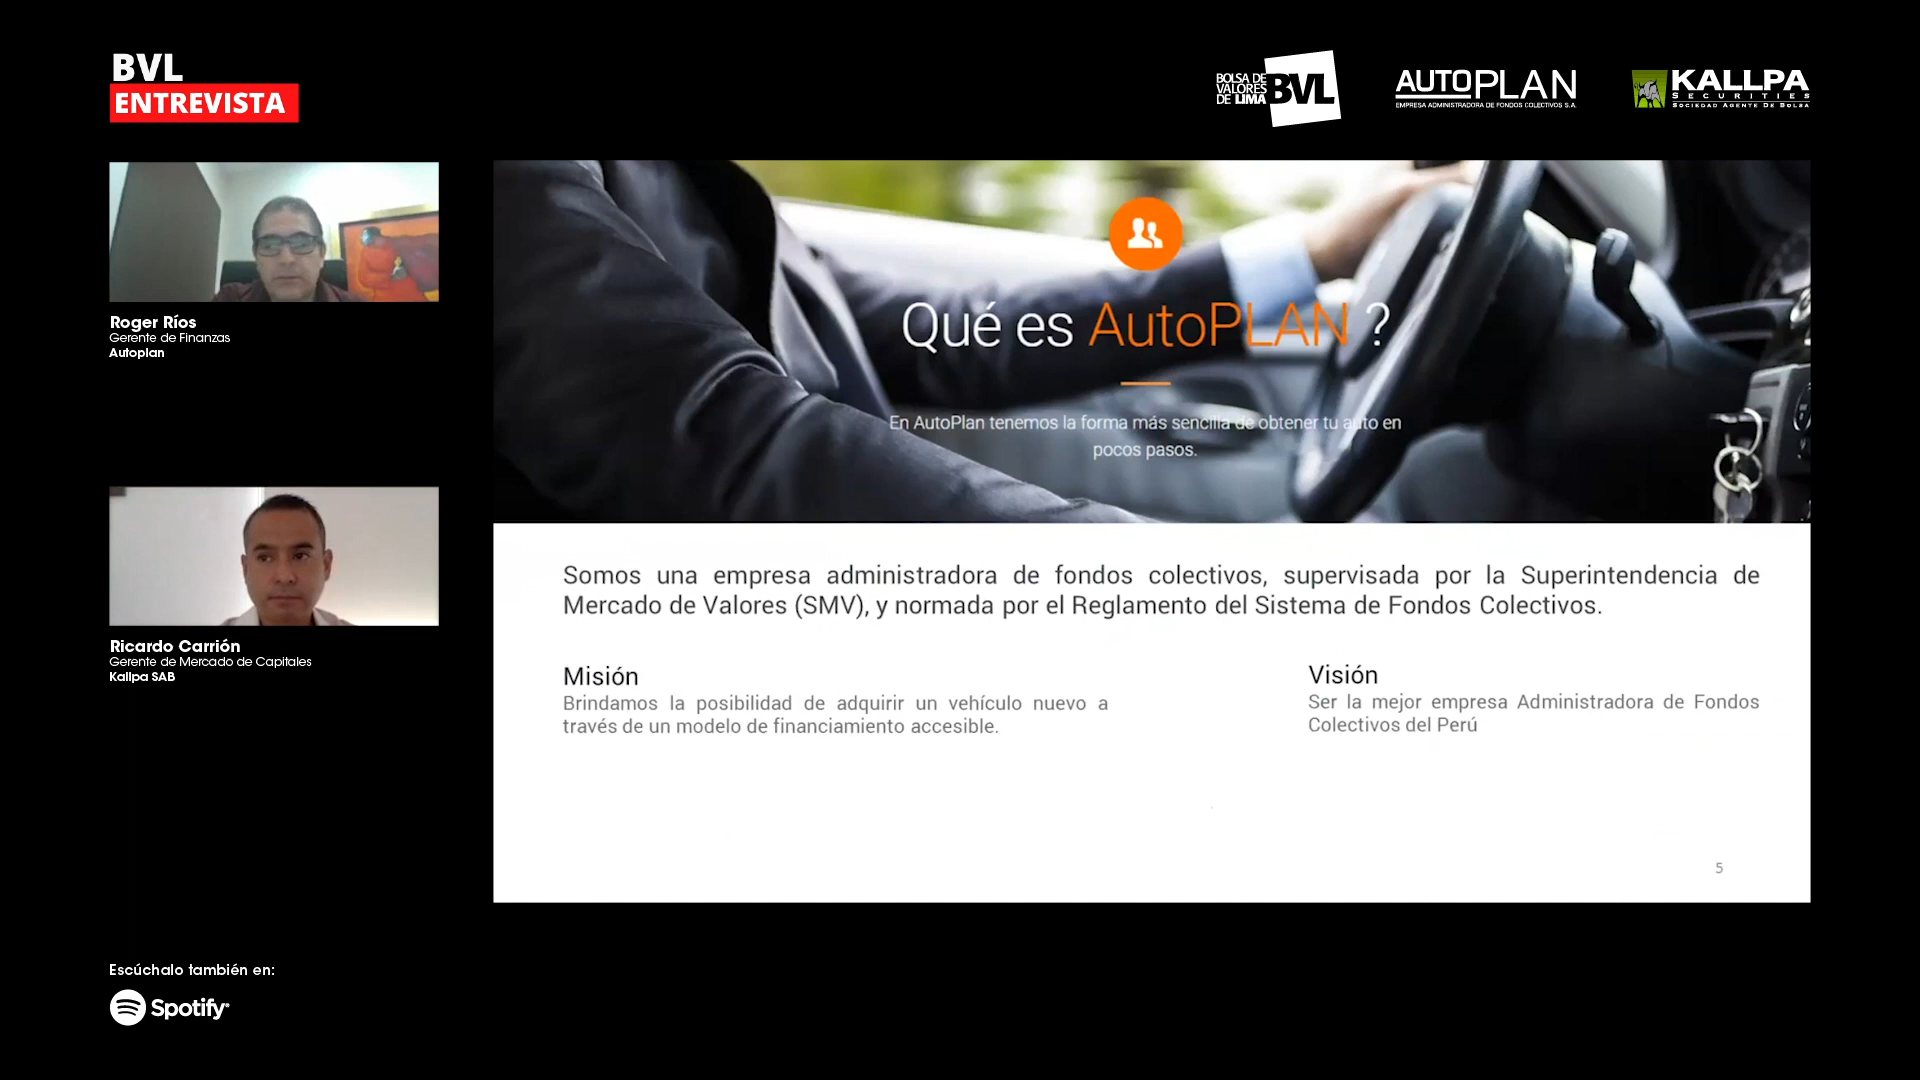 BVL
ENTREVISTA
BOLSA DE
VALORES
DE LIMA
BVL
AUTOPLAN
EMPRESA ADMINISTRADORA DE FONDOS COLECTIVOS S.A.
KALLPA
SECURITIES
SOCIEDAD AGENTE DE BOLSA
Roger Ríos
Gerente de Finanzas
Autoplan
Ricardo Carrión
Gerente de Mercado de Capitales
Kallpa SAB
Qué es AutoPLAN ?
En AutoPlan tenemos la forma más sencilla de obtener tu auto en
pocos pasos.
Somos una empresa administradora de fondos colectivos, supervisada por la Superintendencia de
Mercado de Valores (SMV), y normada por el Reglamento del Sistema de Fondos Colectivos.
Misión
Brindamos la posibilidad de adquirir un vehículo nuevo a
través de un modelo de financiamiento accesible.
Visión
Ser la mejor empresa Administradora de Fondos
Colectivos del Perú
5
Escúchalo también en:
Spotify